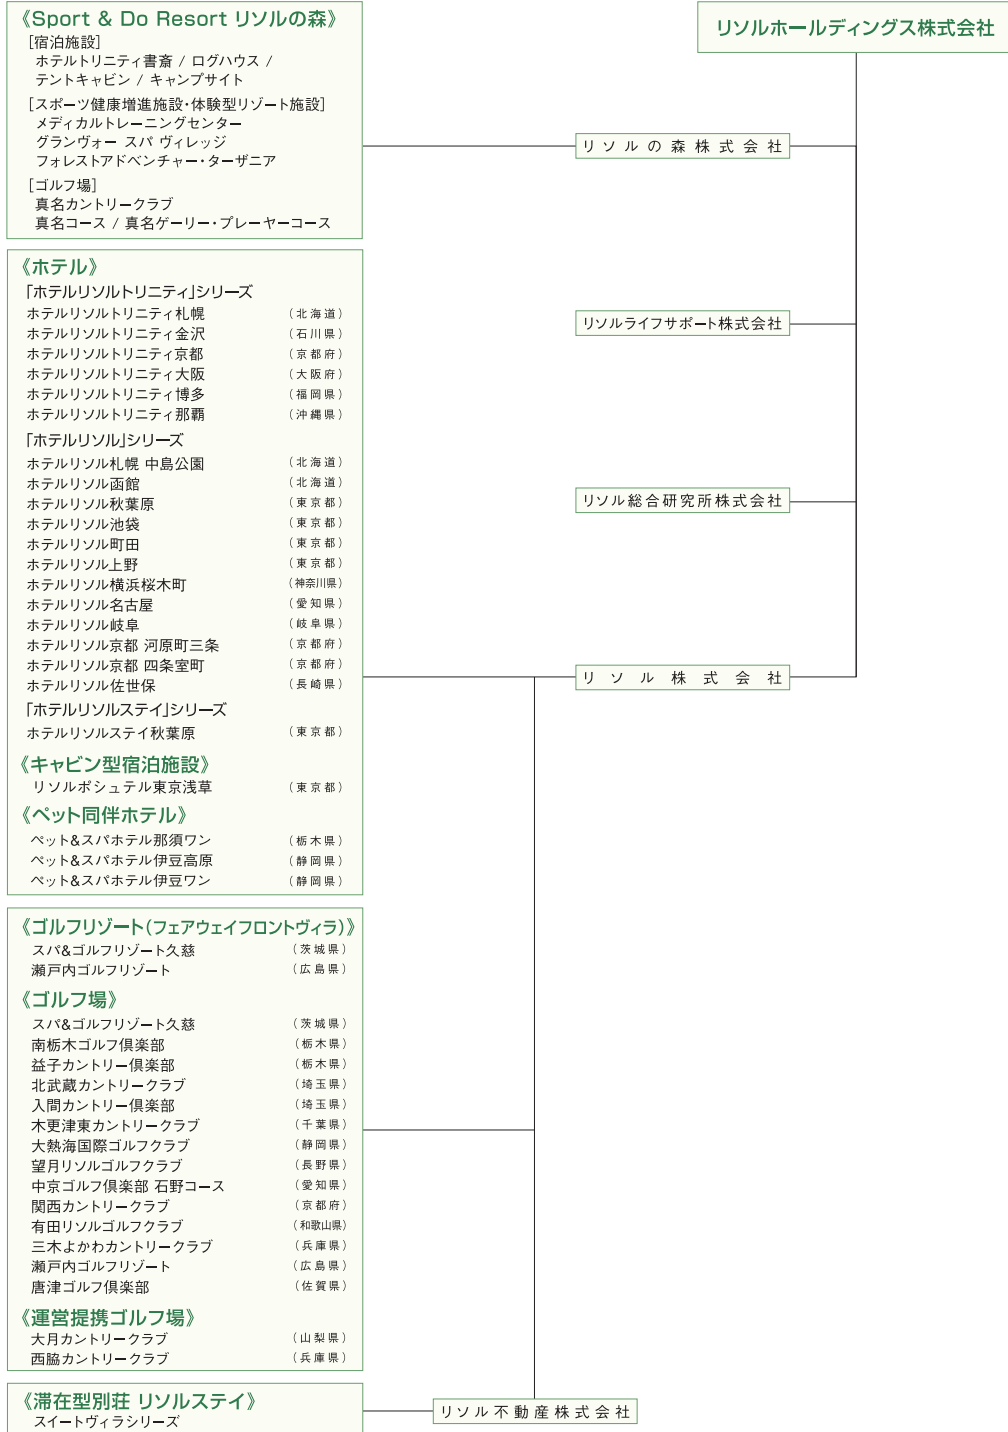 《Sport & Do Resort リソルの森》
［宿泊施設］
ホテルトリニティ書斎 / ログハウス /
テントキャビン / キャンプサイト
［スポーツ健康増進施設・体験型リゾート施設］
メディカルトレーニングセンター
グランヴォー スパ ヴィレッジ
フォレストアドベンチャー・ターザニア
［ゴルフ場］
真名カントリークラブ
真名コース / 真名ゲーリー・プレーヤーコース
リソルホールディングス株式会社
リソルの森株式会社
リソルライフサポート株式会社
リソル総合研究所株式会社
リソル株式会社
《ホテル》
「ホテルリソルトリニティ」シリーズ
ホテルリソルトリニティ札幌 （北海道）
ホテルリソルトリニティ金沢 （石川県）
ホテルリソルトリニティ京都 （京都府）
ホテルリソルトリニティ大阪 （大阪府）
ホテルリソルトリニティ博多 （福岡県）
ホテルリソルトリニティ那覇 （沖縄県）
「ホテルリソル」シリーズ
ホテルリソル札幌 中島公園 （北海道）
ホテルリソル函館 （北海道）
ホテルリソル秋葉原 （東京都）
ホテルリソル池袋 （東京都）
ホテルリソル町田 （東京都）
ホテルリソル上野 （東京都）
ホテルリソル横浜桜木町 （神奈川県）
ホテルリソル名古屋 （愛知県）
ホテルリソル岐阜 （岐阜県）
ホテルリソル京都 河原町三条 （京都府）
ホテルリソル京都 四条室町 （京都府）
ホテルリソル佐世保 （長崎県）
「ホテルリソルステイ」シリーズ
ホテルリソルステイ秋葉原 （東京都）
《キャビン型宿泊施設》
リソルポシュテル東京浅草 （東京都）
《ペット同伴ホテル》
ペット&スパホテル那須ワン （栃木県）
ペット&スパホテル伊豆高原 （静岡県）
ペット&スパホテル伊豆ワン （静岡県）
《ゴルフリゾート（フェアウェイフロントヴィラ）》
スパ&ゴルフリゾート久慈 （茨城県）
瀬戸内ゴルフリゾート （広島県）
《ゴルフ場》
スパ&ゴルフリゾート久慈 （茨城県）
南栃木ゴルフ倶楽部 （栃木県）
益子カントリー倶楽部 （栃木県）
北武蔵カントリークラブ （埼玉県）
入間カントリー倶楽部 （埼玉県）
木更津東カントリークラブ （千葉県）
大熱海国際ゴルフクラブ （静岡県）
望月リソルゴルフクラブ （長野県）
中京ゴルフ倶楽部 石野コース （愛知県）
関西カントリークラブ （京都府）
有田リソルゴルフクラブ （和歌山県）
三木よかわカントリークラブ （兵庫県）
瀬戸内ゴルフリゾート （広島県）
唐津ゴルフ倶楽部 （佐賀県）
《運営提携ゴルフ場》
大月カントリークラブ （山梨県）
西脇カントリークラブ （兵庫県）
《滞在型別荘 リソルステイ》
スイートヴィラシリーズ
リソル不動産株式会社